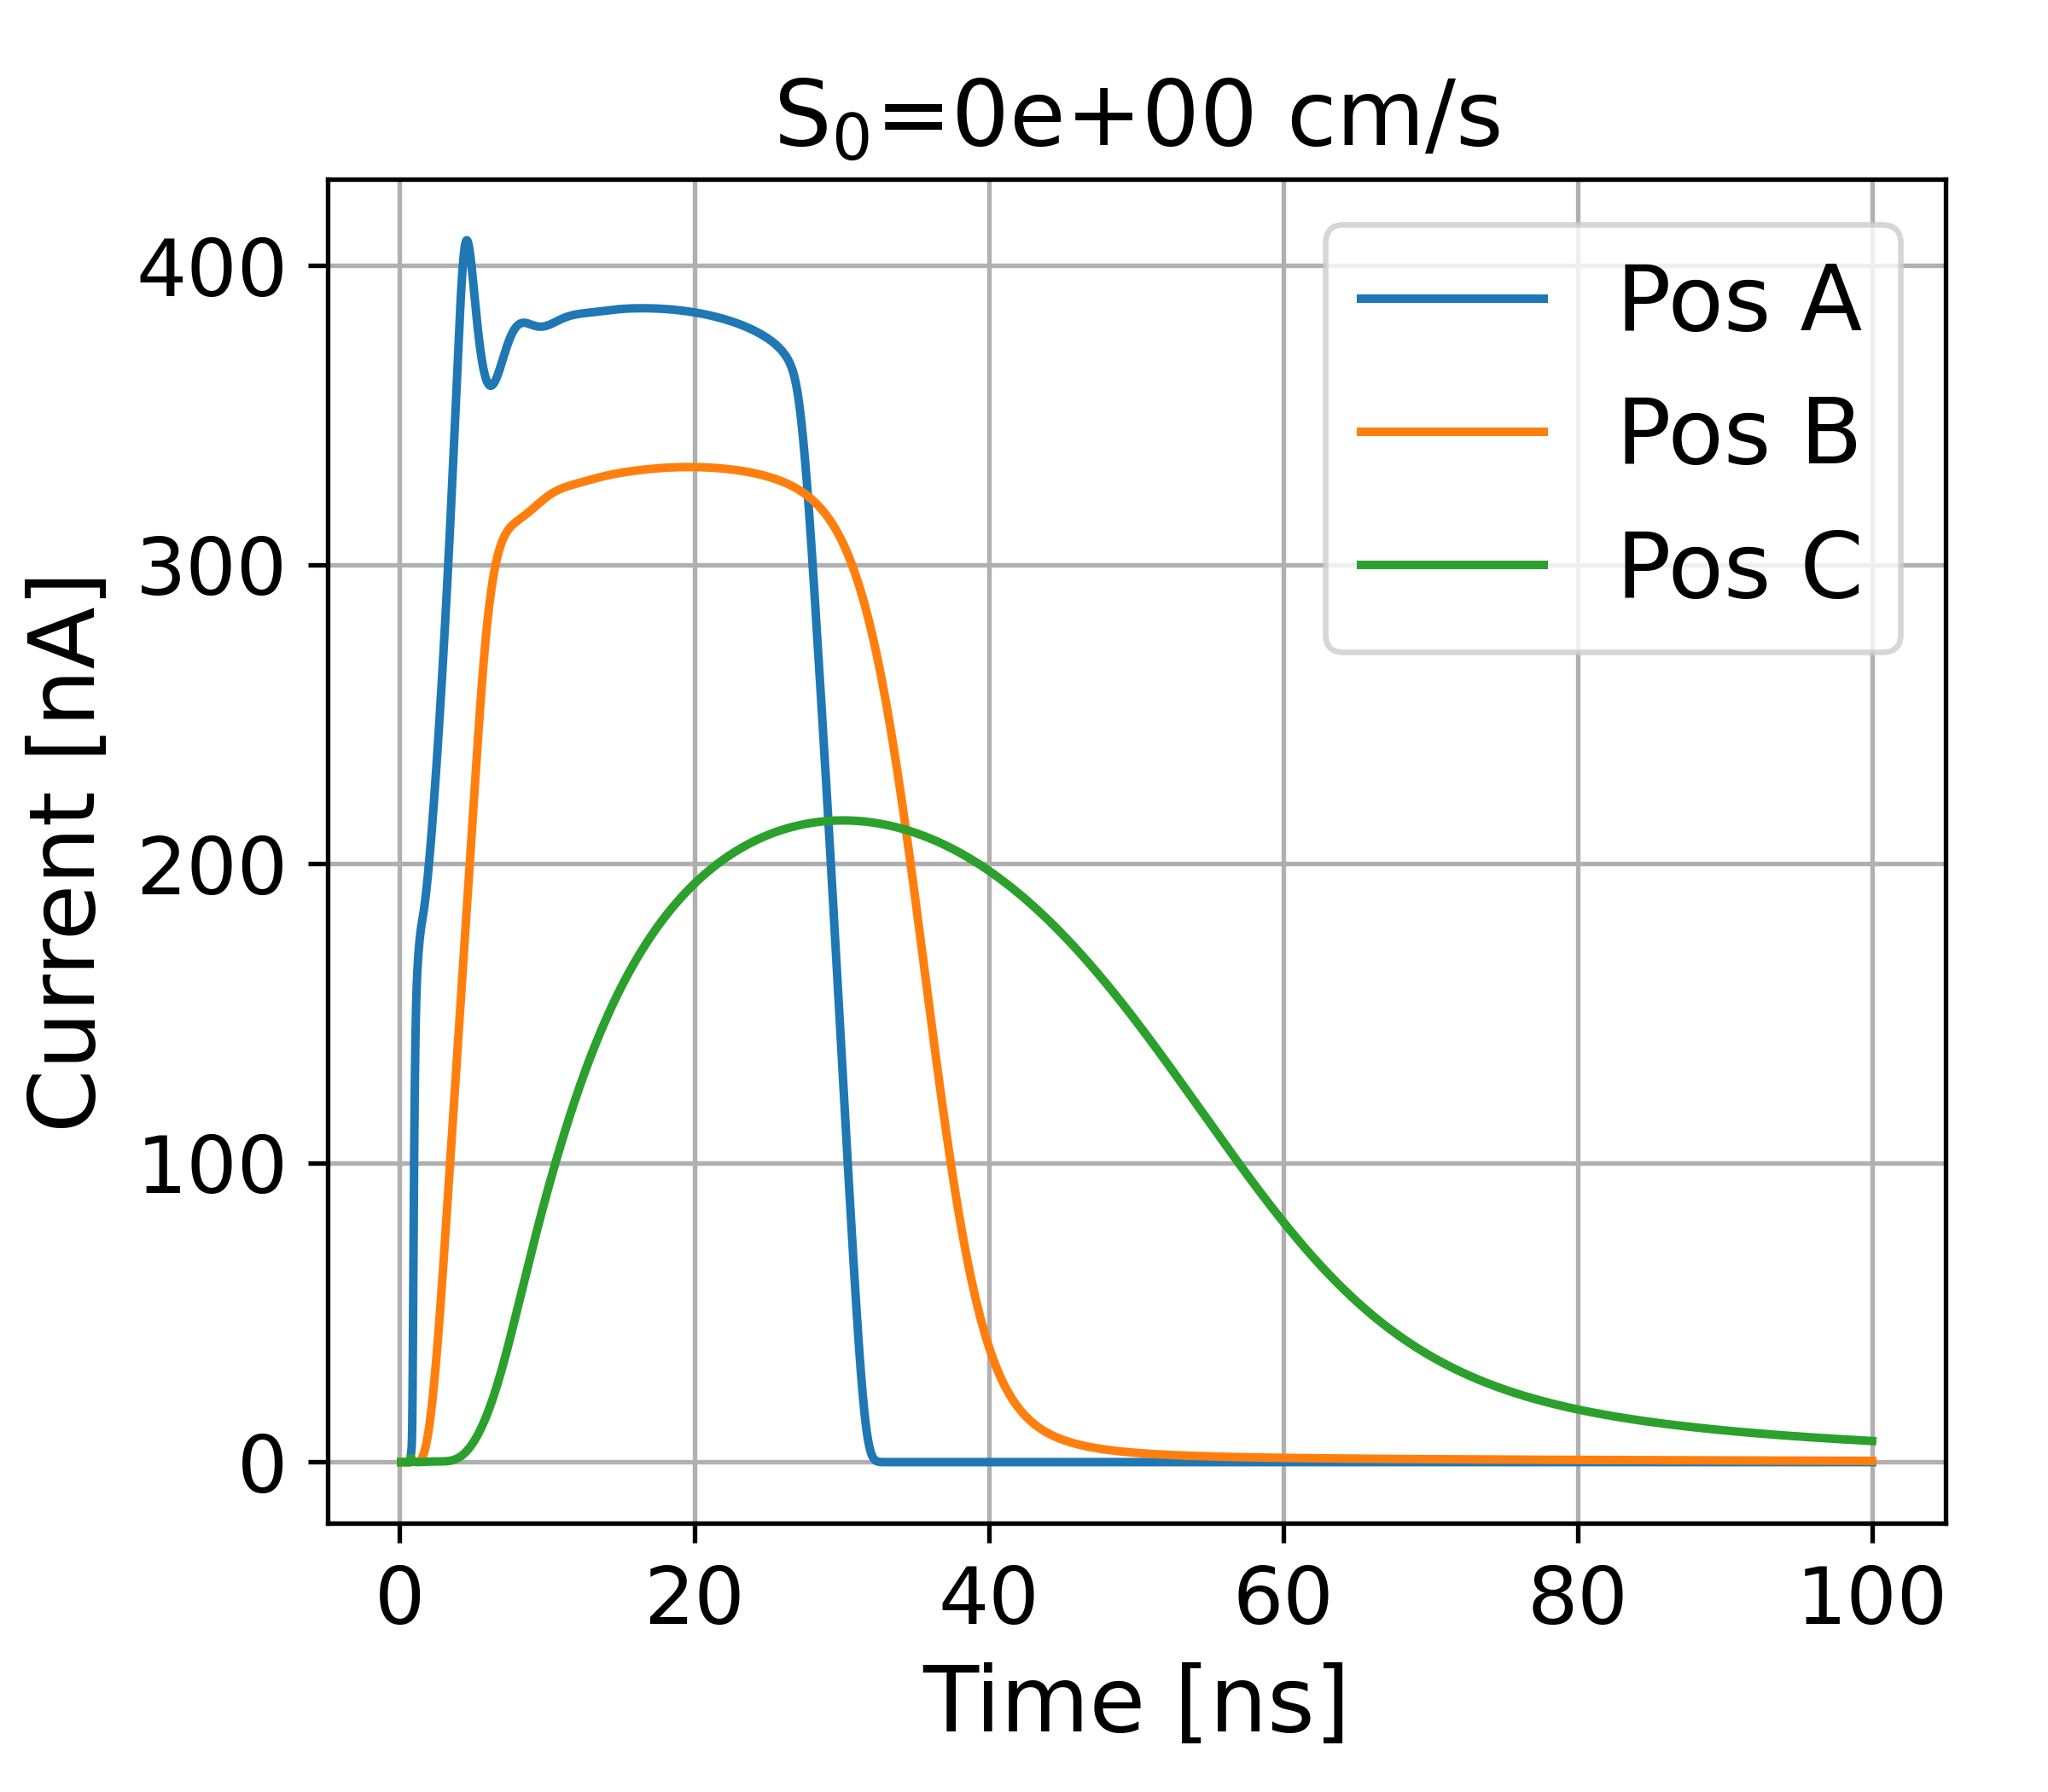 S₀=0e+00 cm/s
400
300
200
100
0
Current [nA]
Pos A
Pos B
Pos C
0 20 40 60 80 100
Time [ns]